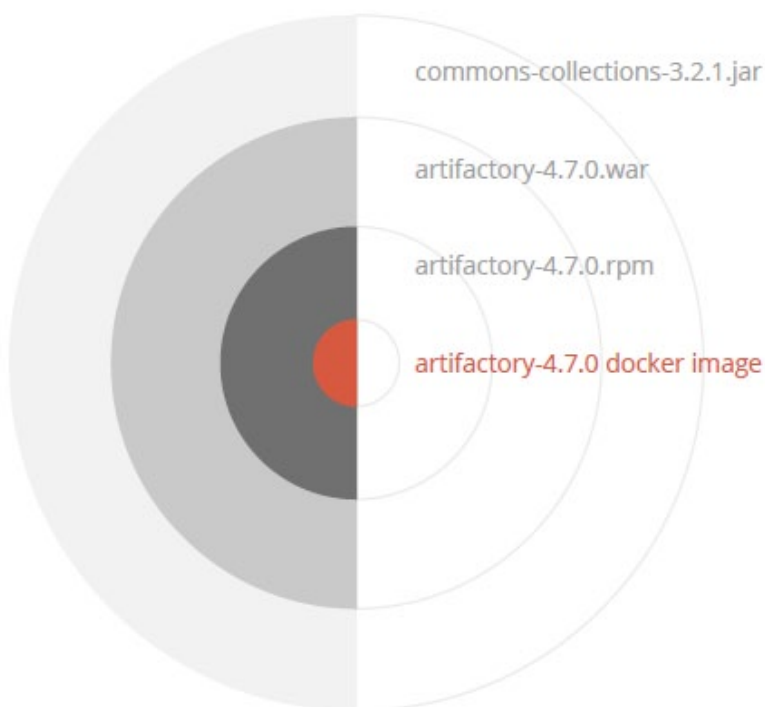 commons-collections-3.2.1.jar
artifactory-4.7.0.war
artifactory-4.7.0.rpm
artifactory-4.7.0 docker image